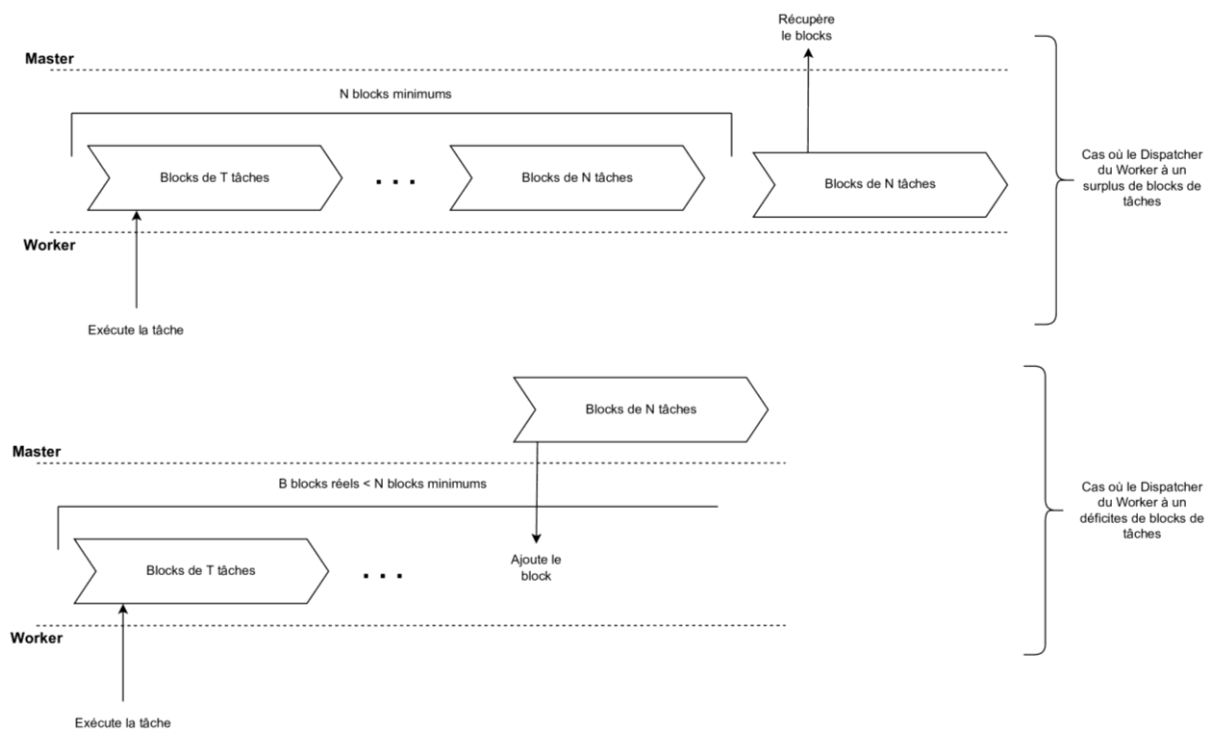 Récupère
le blocks
Master
N blocks minimums
Blocks de T tâches
. . .
Blocks de N tâches
Blocks de N tâches
Cas où le Dispatcher
du Worker à un
surplus de blocks de
tâches
Worker
Exécute la tâche
Blocks de N tâches
Master
B blocks réels < N blocks minimums
Cas où le Dispatcher
du Worker à un
déficites de blocks de
tâches
Blocks de T tâches
. . .
Ajoute le
block
Worker
Exécute la tâche